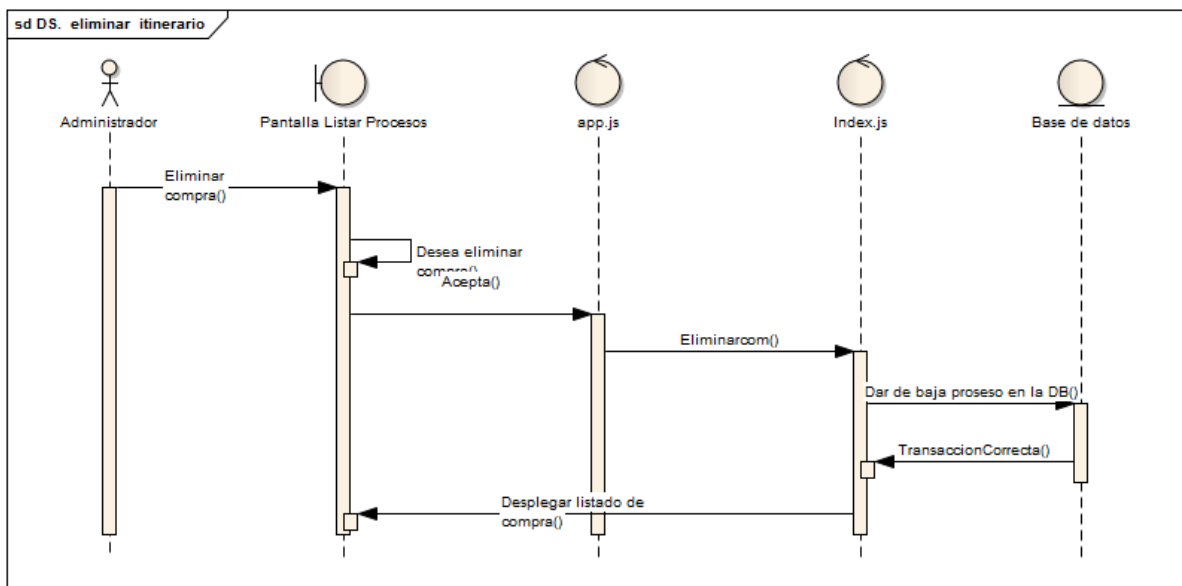 sd DS. eliminar itinerario
Administrador
Pantalla Listar Procesos
app.js
Index.js
Base de datos
Eliminar
compra()
Desea eliminar
compra()
Acepta()
Eliminarcom()
Dar de baja proseso en la DB()
TransaccionCorrecta()
Desplegar listado de
compra()